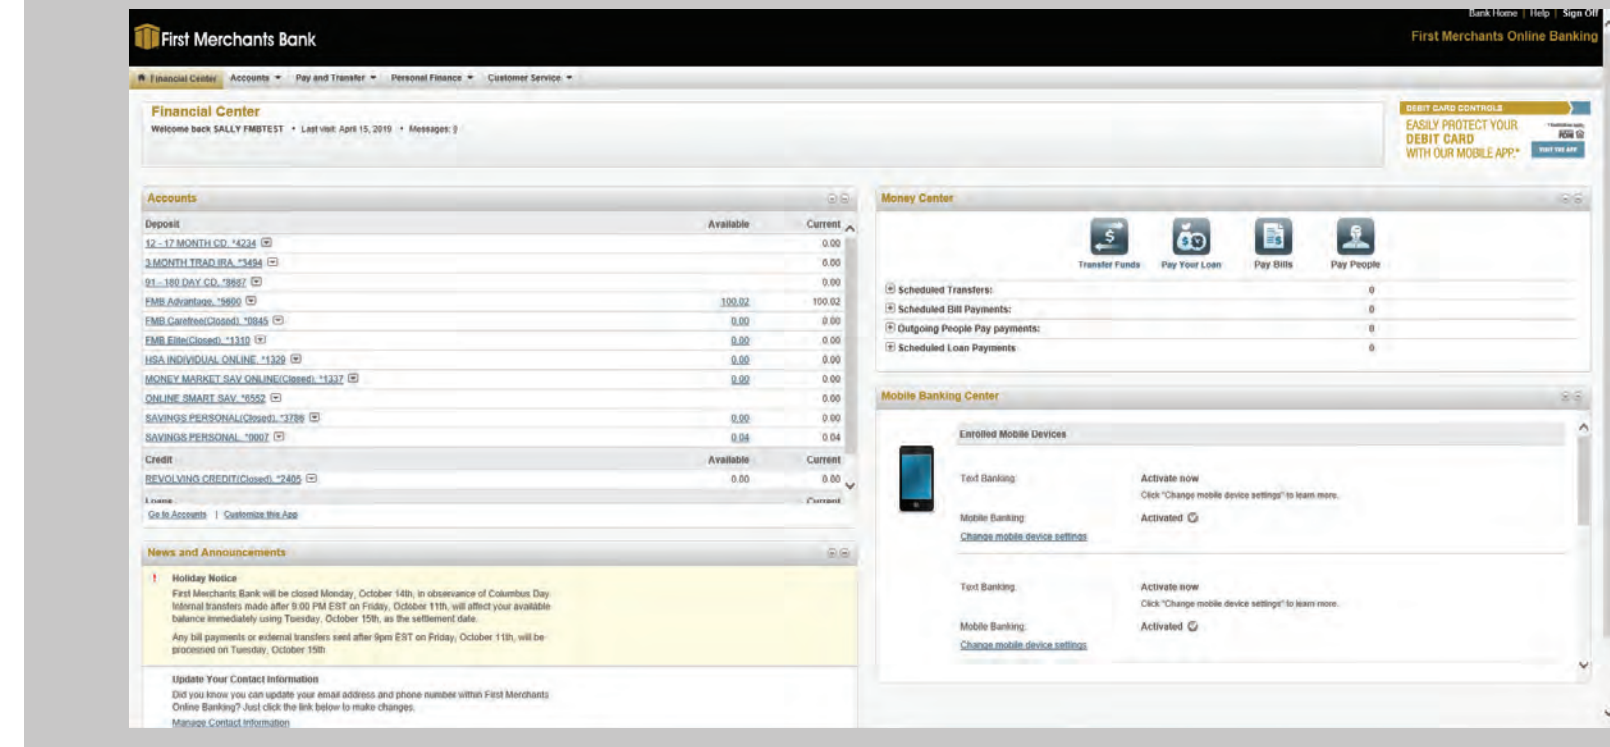 Bank Home | Help | Sign Off
First Merchants Bank
First Merchants Online Banking
Financial Center Accounts Pay and Transfer Personal Finance Customer Service
Financial Center
Welcome back SALLY FMBTEST • Last visit: April 15, 2019 • Messages: 0
DEBIT CARD CONTROLS
EASILY PROTECT YOUR
DEBIT CARD
WITH OUR MOBILE APP.*
Accounts
Deposit Available Current
12 - 17 MONTH CD, *4234 0.00
3 MONTH TRAD IRA, *3494 0.00
91 - 180 DAY CD, *8687 0.00
FMB Advantage, *5600 100.02 100.02
FMB Carefree(Closed), *0845 0.00 0.00
FMB Elite(Closed), *1310 0.00 0.00
HSA INDIVIDUAL ONLINE, *1329 0.00 0.00
MONEY MARKET SAV ONLINE(Closed), *1337 0.00 0.00
ONLINE SMART SAV, *6552 0.00
SAVINGS PERSONAL(Closed), *3786 0.00 0.00
SAVINGS PERSONAL, *0007 0.04 0.04
Credit Available Current
REVOLVING CREDIT(Closed), *2405 0.00 0.00
Loans Current
Go to Accounts | Customize this App
News and Announcements
! Holiday Notice
First Merchants Bank will be closed Monday, October 14th, in observance of Columbus Day
Internal transfers made after 9:00 PM EST on Friday, October 11th, will affect your available
balance immediately using Tuesday, October 15th, as the settlement date.
Any bill payments or external transfers sent after 9pm EST on Friday, October 11th, will be
processed on Tuesday, October 15th
Update Your Contact Information
Did you know you can update your email address and phone number within First Merchants
Online Banking? Just click the link below to make changes.
Manage Contact Information
Money Center
Transfer Funds Pay Your Loan Pay Bills Pay People
Scheduled Transfers: 0
Scheduled Bill Payments: 0
Outgoing People Pay payments: 0
Scheduled Loan Payments 0
Mobile Banking Center
Enrolled Mobile Devices
Text Banking: Activate now
Click "Change mobile device settings" to learn more.
Mobile Banking: Activated
Change mobile device settings
Text Banking: Activate now
Click "Change mobile device settings" to learn more.
Mobile Banking: Activated
Change mobile device settings